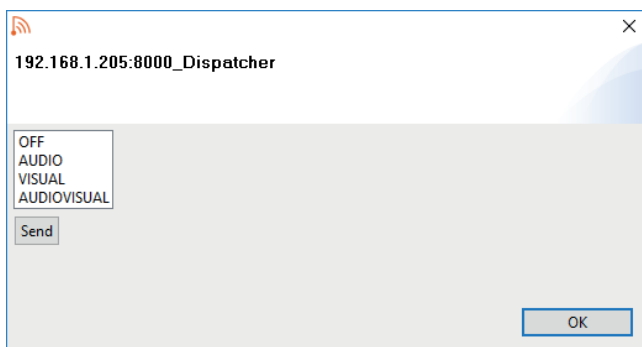 192.168.1.205:8000_Dispatcher
OFF
AUDIO
VISUAL
AUDIOVISUAL
Send
OK